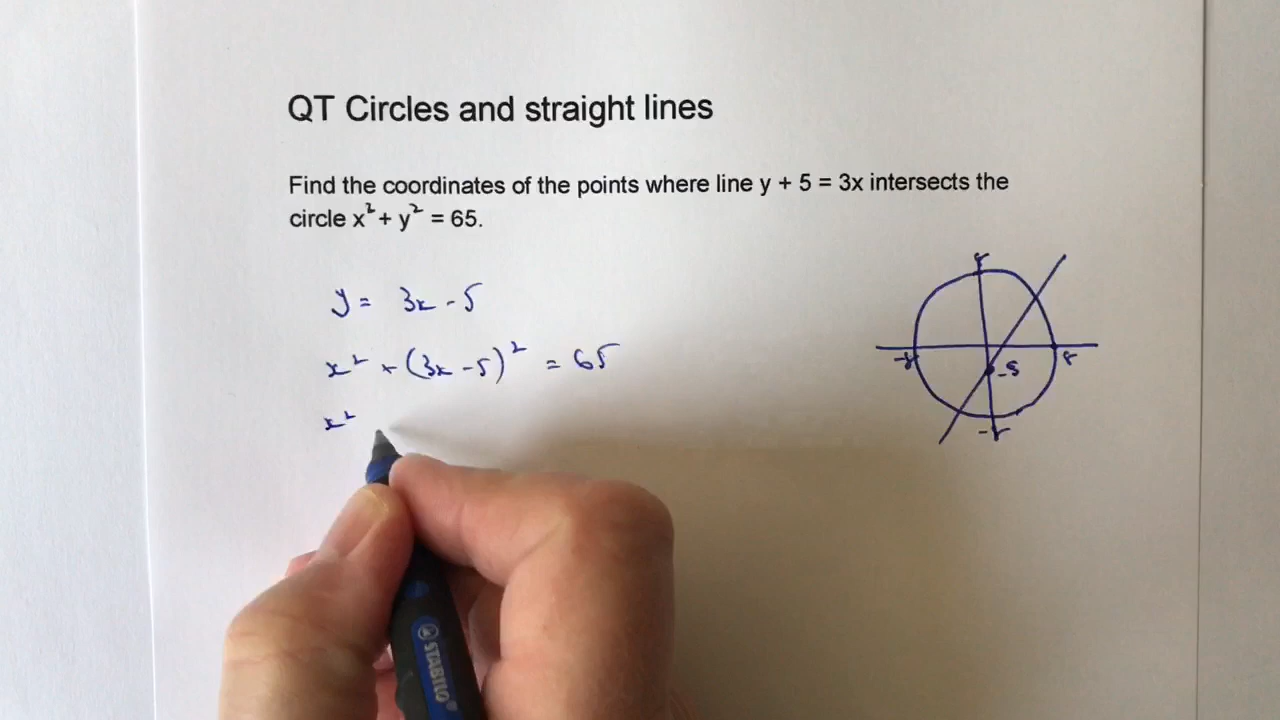 QT Circles and straight lines
Find the coordinates of the points where line y + 5 = 3x intersects the
circle x² + y² = 65.
y = 3x - 5
x² + (3x - 5)² = 65
x²
-5
STABILO